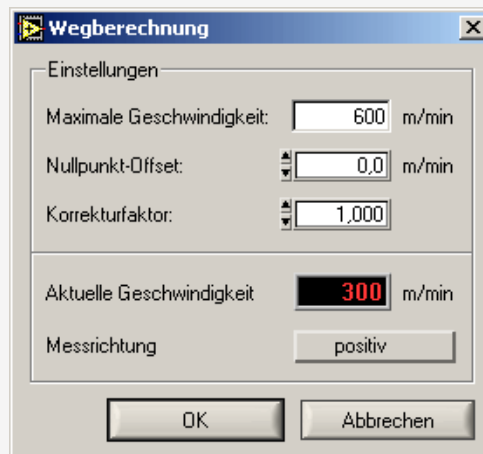 Wegberechnung
Einstellungen
Maximale Geschwindigkeit: 600 m/min
Nullpunkt-Offset: 0,0 m/min
Korrekturfaktor: 1,000
Aktuelle Geschwindigkeit 300 m/min
Messrichtung positiv
OK Abbrechen